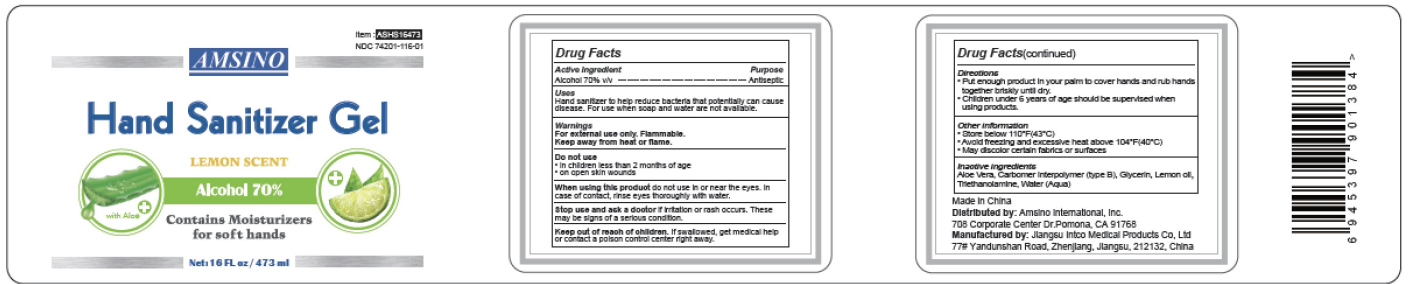 Item : ASHS16473
NDC 74201-116-01
AMSINO
Hand Sanitizer Gel
LEMON SCENT
Alcohol 70%
with Aloe
Contains Moisturizers
for soft hands
Net: 16 FL oz / 473 ml
Drug Facts
Active Ingredient Purpose
Alcohol 70% v/v Antiseptic
Uses
Hand sanitizer to help reduce bacteria that potentially can cause
disease. For use when soap and water are not available.
Warnings
For external use only. Flammable.
Keep away from heat or flame.
Do not use
• in children less than 2 months of age
• on open skin wounds
When using this product do not use in or near the eyes. In
case of contact, rinse eyes thoroughly with water.
Stop use and ask a doctor if irritation or rash occurs. These
may be signs of a serious condition.
Keep out of reach of children. If swallowed, get medical help
or contact a poison control center right away.
Drug Facts(continued)
Directions
• Put enough product in your palm to cover hands and rub hands
together briskly until dry.
• Children under 6 years of age should be supervised when
using products.
Other information
• Store below 110°F(43°C)
• Avoid freezing and excessive heat above 104°F(40°C)
• May discolor certain fabrics or surfaces
Inactive ingredients
Aloe Vera, Carbomer Interpolymer (type B), Glycerin, Lemon oil,
Triethanolamine, Water (Aqua)
Made in China
Distributed by: Amsino International, Inc.
708 Corporate Center Dr.Pomona, CA 91768
Manufactured by: Jiangsu Intco Medical Products Co, Ltd
77# Yandunshan Road, Zhenjiang, Jiangsu, 212132, China
6 945397 901384 >